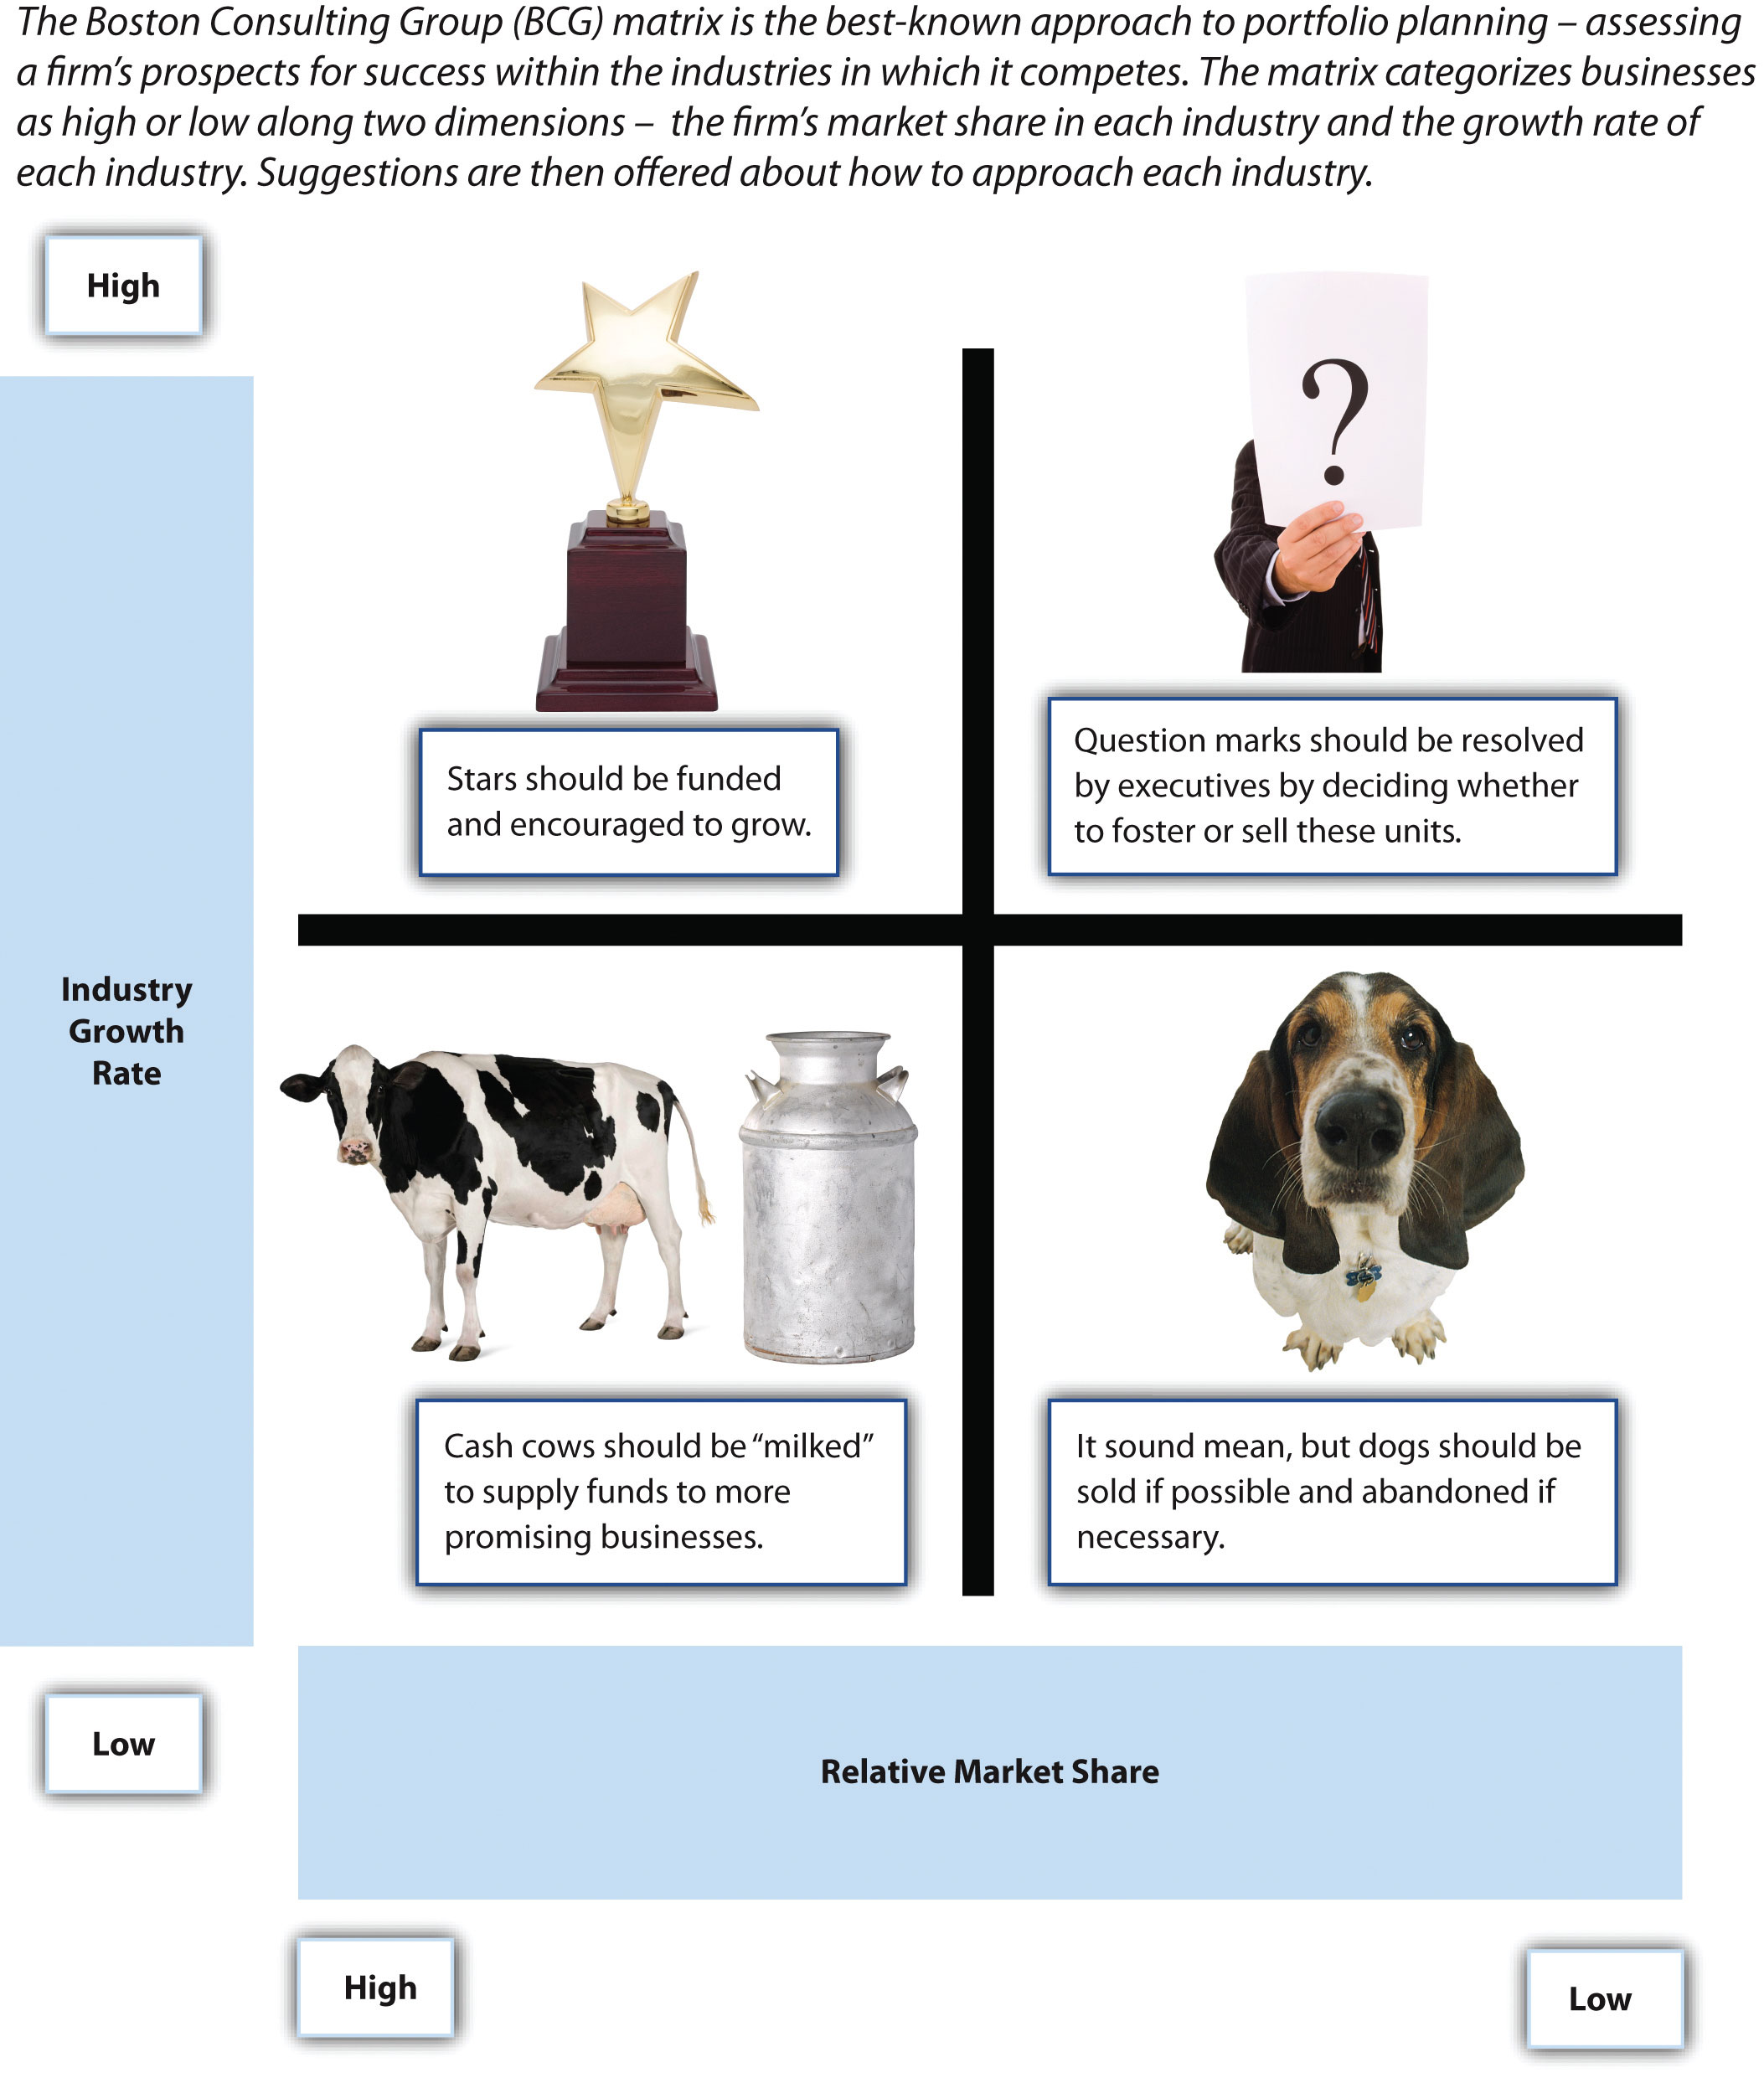 The Boston Consulting Group (BCG) matrix is the best-known approach to portfolio planning – assessing
a firm’s prospects for success within the industries in which it competes. The matrix categorizes businesses
as high or low along two dimensions – the firm’s market share in each industry and the growth rate of
each industry. Suggestions are then offered about how to approach each industry.
High
?
Stars should be funded
and encouraged to grow.
Question marks should be resolved
by executives by deciding whether
to foster or sell these units.
Industry
Growth
Rate
Cash cows should be “milked”
to supply funds to more
promising businesses.
It sound mean, but dogs should be
sold if possible and abandoned if
necessary.
Low
Relative Market Share
High
Low